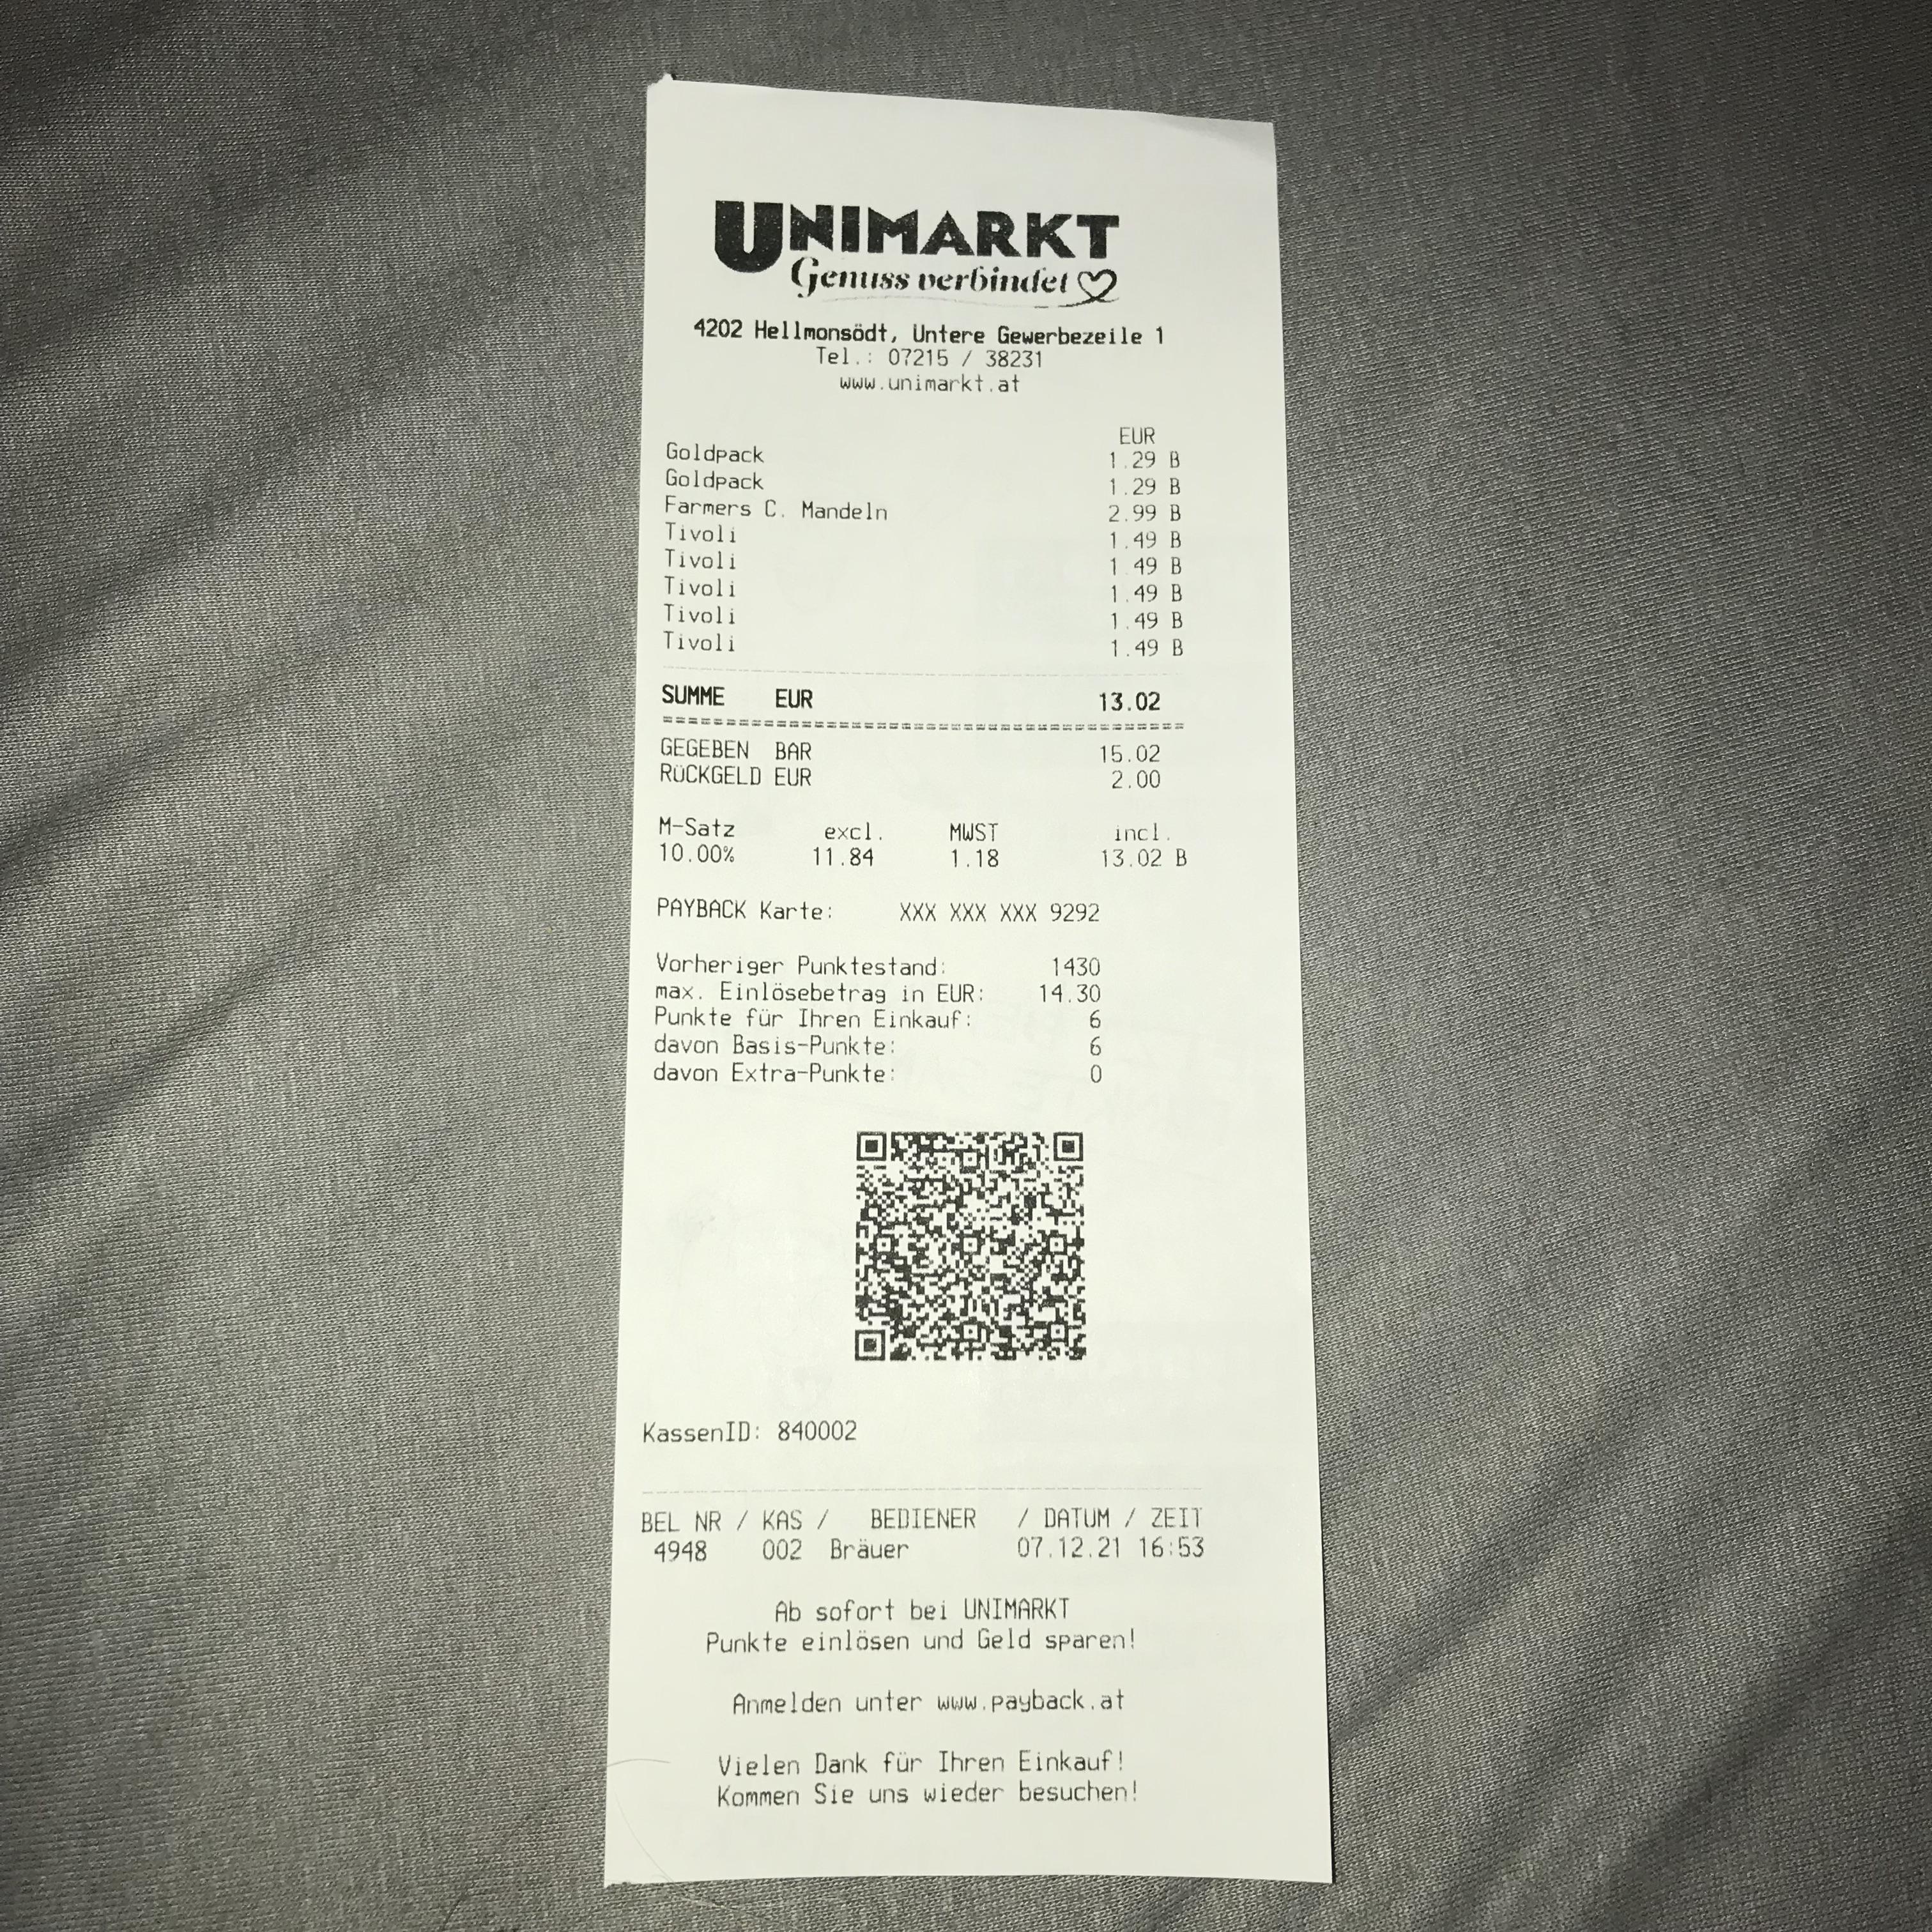 UNIMARKT
Genuss verbindet
4202 Hellmonsödt, Untere Gewerbezeile 1
Tel.: 07215 / 38231
www.unimarkt.at
EUR
Goldpack 1.29 B
Goldpack 1.29 B
Farmers C. Mandeln 2.99 B
Tivoli 1.49 B
Tivoli 1.49 B
Tivoli 1.49 B
Tivoli 1.49 B
Tivoli 1.49 B
SUMME EUR 13.02
GEGEBEN BAR 15.02
RÜCKGELD EUR 2.00
M-Satz excl. MWST incl.
10.00% 11.84 1.18 13.02 B
PAYBACK Karte: XXX XXX XXX 9292
Vorheriger Punktestand: 1430
max. Einlösebetrag in EUR: 14.30
Punkte für Ihren Einkauf: 6
davon Basis-Punkte: 6
davon Extra-Punkte: 0
KassenID: 840002
BEL NR / KAS / BEDIENER / DATUM / ZEIT
4948 002 Bräuer 07.12.21 16:53
Ab sofort bei UNIMARKT
Punkte einlösen und Geld sparen!
Anmelden unter www.payback.at
Vielen Dank für Ihren Einkauf!
Kommen Sie uns wieder besuchen!